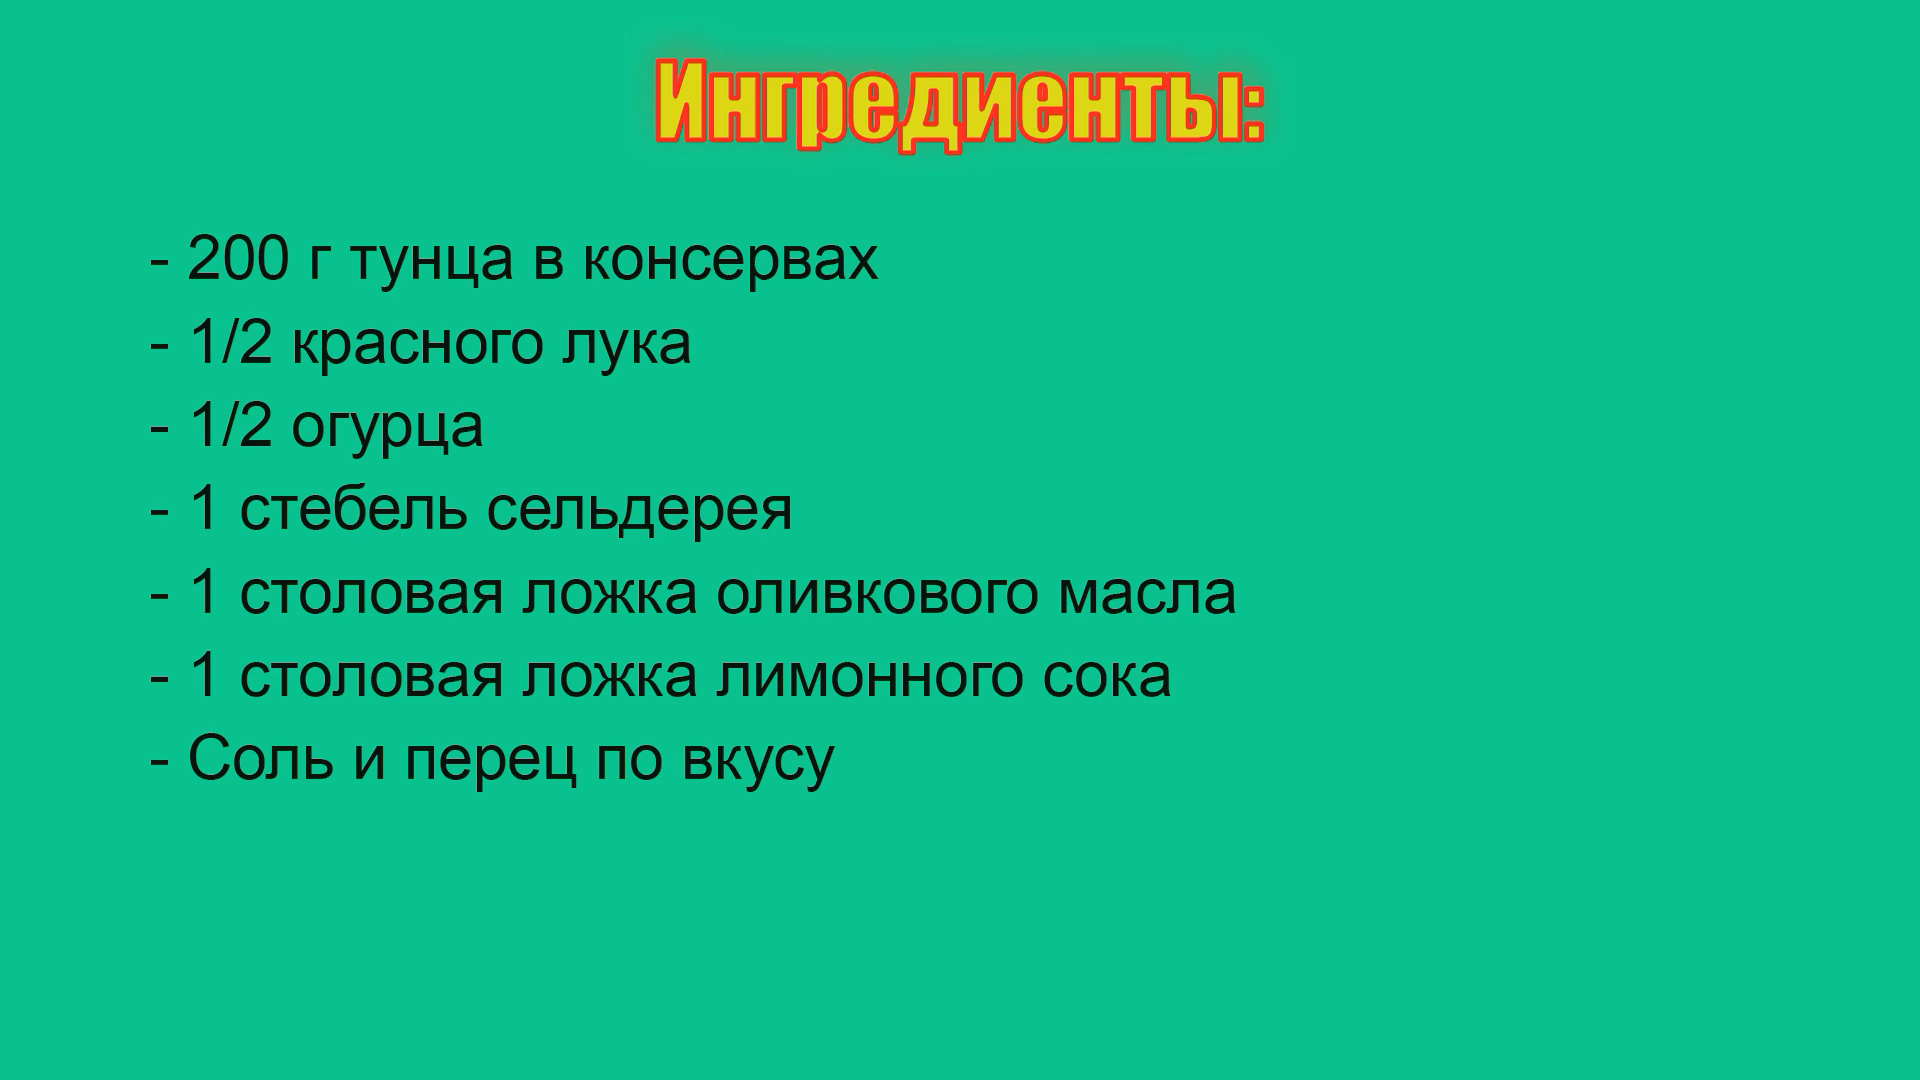 Ингредиенты:
- 200 г тунца в консервах
- 1/2 красного лука
- 1/2 огурца
- 1 стебель сельдерея
- 1 столовая ложка оливкового масла
- 1 столовая ложка лимонного сока
- Соль и перец по вкусу